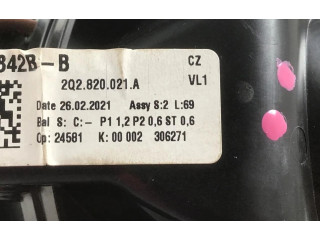 842B-B CZ
2Q2.820.021.A VL1
Date 26.02.2021 Assy S:2 L:69
Bal S: C:- P1 1,2 P2 0,6 ST 0,6
Op: 24581 K: 00 002 306271